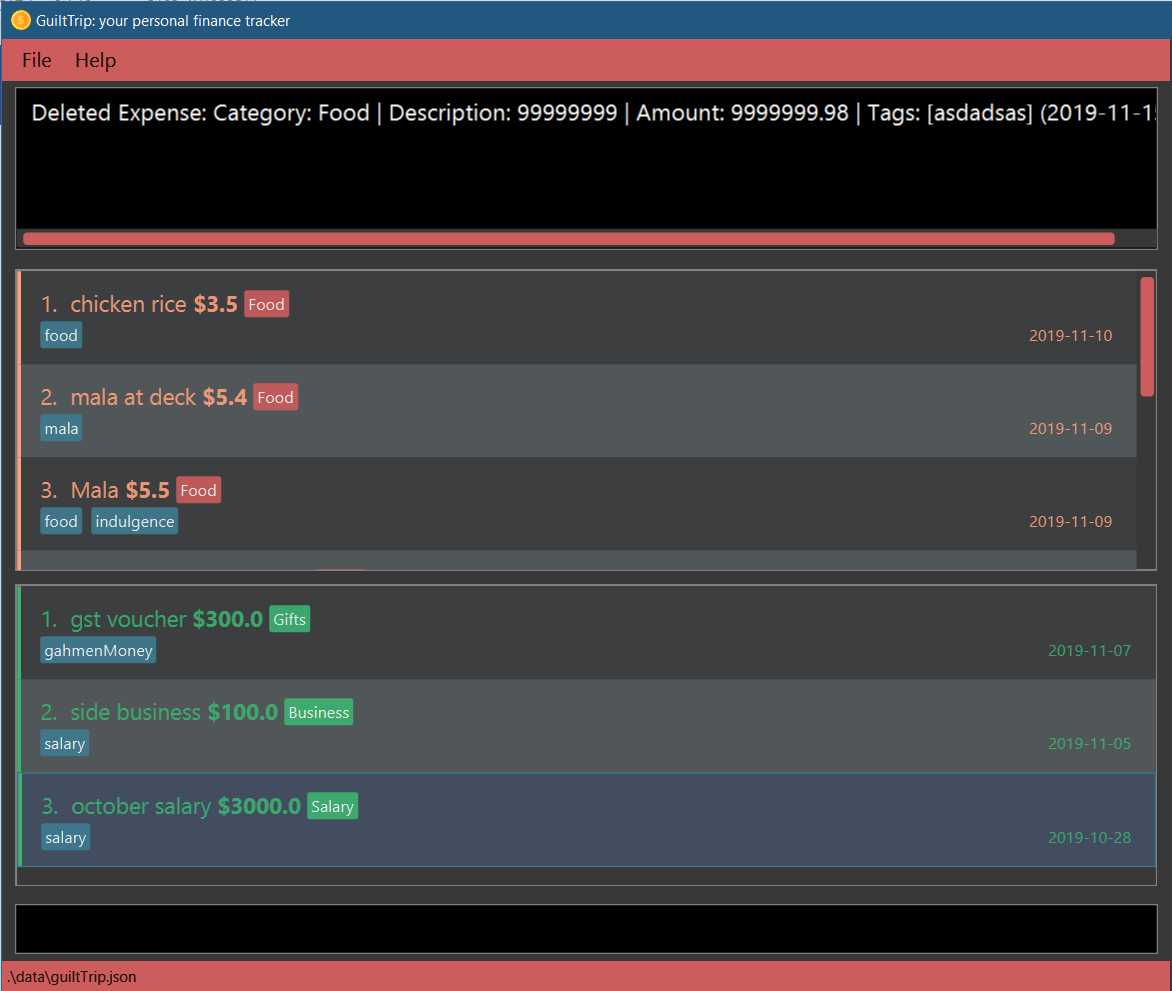 GuiltTrip: your personal finance tracker
File Help
Deleted Expense: Category: Food | Description: 99999999 | Amount: 9999999.98 | Tags: [asdadsas] (2019-11-15
1. chicken rice $3.5 Food
food 2019-11-10
2. mala at deck $5.4 Food
mala 2019-11-09
3. Mala $5.5 Food
food indulgence 2019-11-09
1. gst voucher $300.0 Gifts
gahmenMoney 2019-11-07
2. side business $100.0 Business
salary 2019-11-05
3. october salary $3000.0 Salary
salary 2019-10-28
.\data\guiltTrip.json